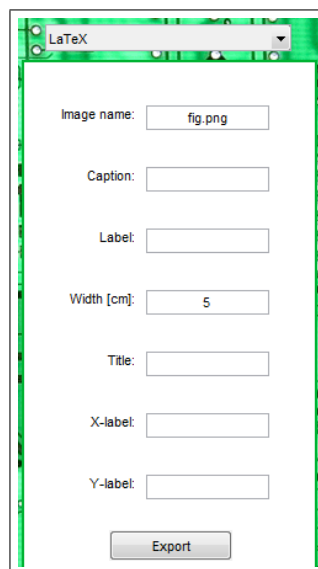 LaTeX
Image name: fig.png
Caption:
Label:
Width [cm]: 5
Title:
X-label:
Y-label:
Export